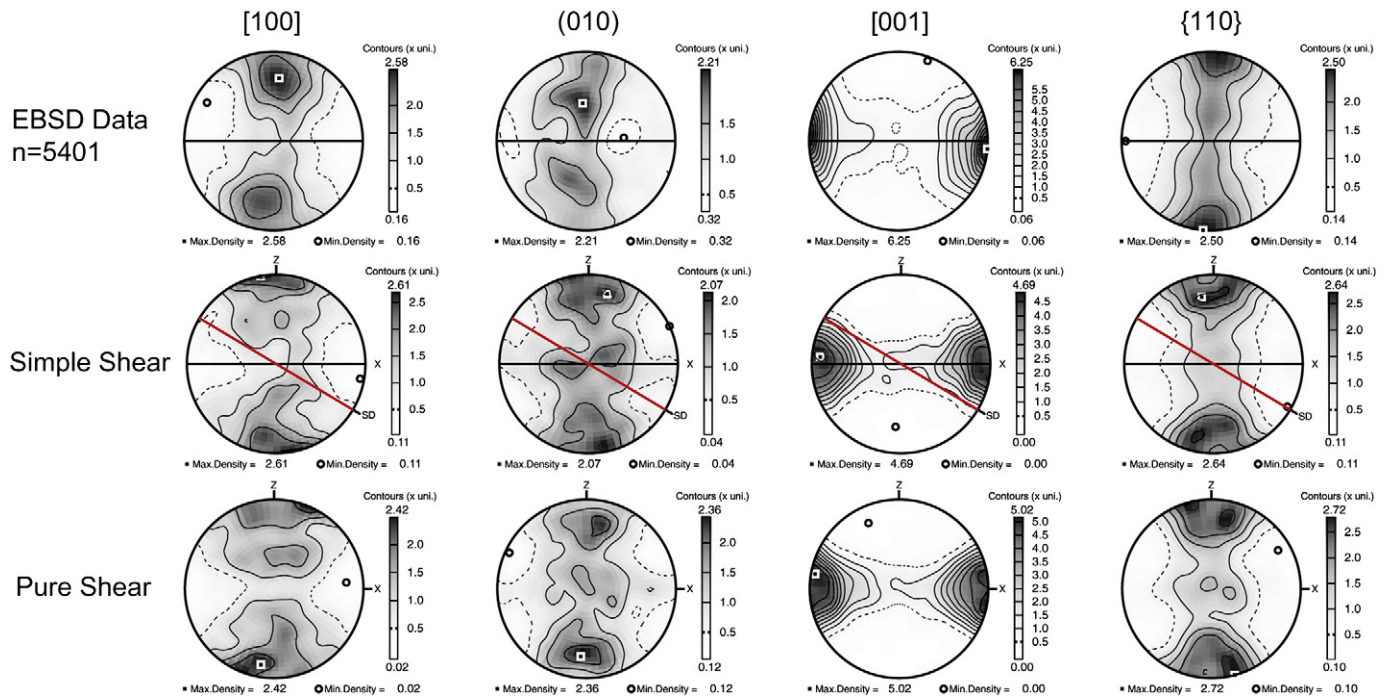 [100] (010) [001] {110}
EBSD Data
n=5401
Contours (x uni.)
2.58
2.0
1.5
1.0
0.5
0.16
Max.Density = 2.58 Min.Density = 0.16
Contours (x uni.)
2.21
1.5
1.0
0.5
0.32
Max.Density = 2.21 Min.Density = 0.32
Contours (x uni.)
6.25
5.5
5.0
4.5
4.0
3.5
3.0
2.5
2.0
1.5
1.0
0.5
0.06
Max.Density = 6.25 Min.Density = 0.06
Contours (x uni.)
2.50
2.0
1.5
1.0
0.5
0.14
Max.Density = 2.50 Min.Density = 0.14
Simple Shear
Z
X
SD
Contours (x uni.)
2.61
2.5
2.0
1.5
1.0
0.5
0.11
Max.Density = 2.61 Min.Density = 0.11
Z
X
SD
Contours (x uni.)
2.07
2.0
1.5
1.0
0.5
0.04
Max.Density = 2.07 Min.Density = 0.04
Z
X
SD
Contours (x uni.)
4.69
4.5
4.0
3.5
3.0
2.5
2.0
1.5
1.0
0.5
0.00
Max.Density = 4.69 Min.Density = 0.00
Z
X
SD
Contours (x uni.)
2.64
2.5
2.0
1.5
1.0
0.5
0.11
Max.Density = 2.64 Min.Density = 0.11
Pure Shear
Z
X
Contours (x uni.)
2.42
2.0
1.5
1.0
0.5
0.02
Max.Density = 2.42 Min.Density = 0.02
Z
X
Contours (x uni.)
2.36
2.0
1.5
1.0
0.5
0.12
Max.Density = 2.36 Min.Density = 0.12
Z
X
Contours (x uni.)
5.02
5.0
4.5
4.0
3.5
3.0
2.5
2.0
1.5
1.0
0.5
0.00
Max.Density = 5.02 Min.Density = 0.00
Z
X
Contours (x uni.)
2.72
2.5
2.0
1.5
1.0
0.5
0.10
Max.Density = 2.72 Min.Density = 0.10